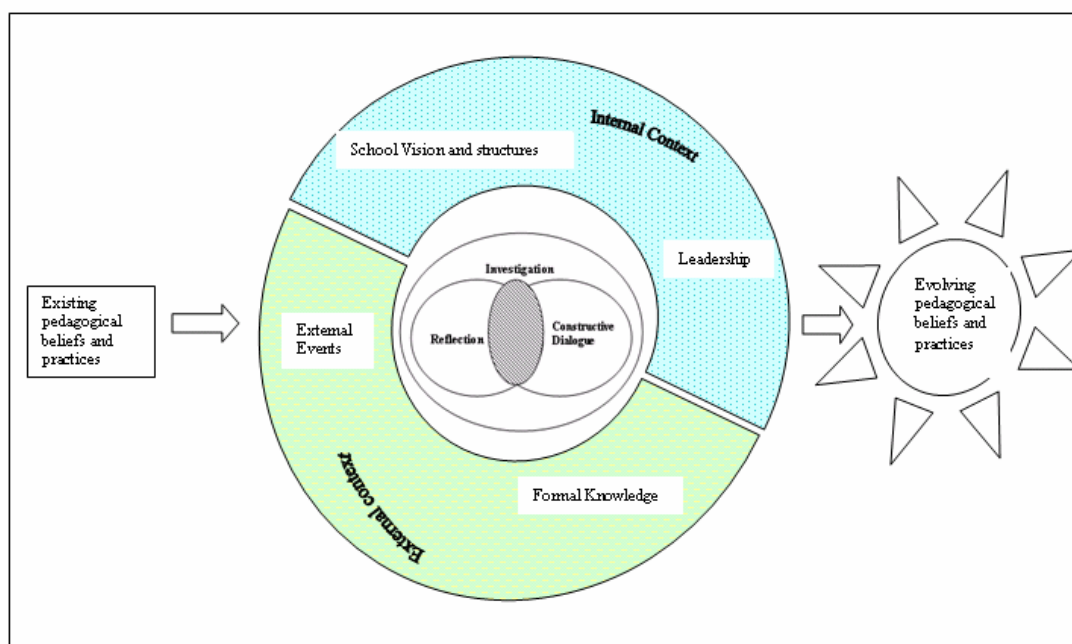 Internal Context
School Vision and structures
Leadership
Investigation
Reflection
Constructive
Dialogue
Existing
pedagogical
beliefs and
practices
External
Events
Formal Knowledge
External context
Evolving
pedagogical
beliefs and
practices